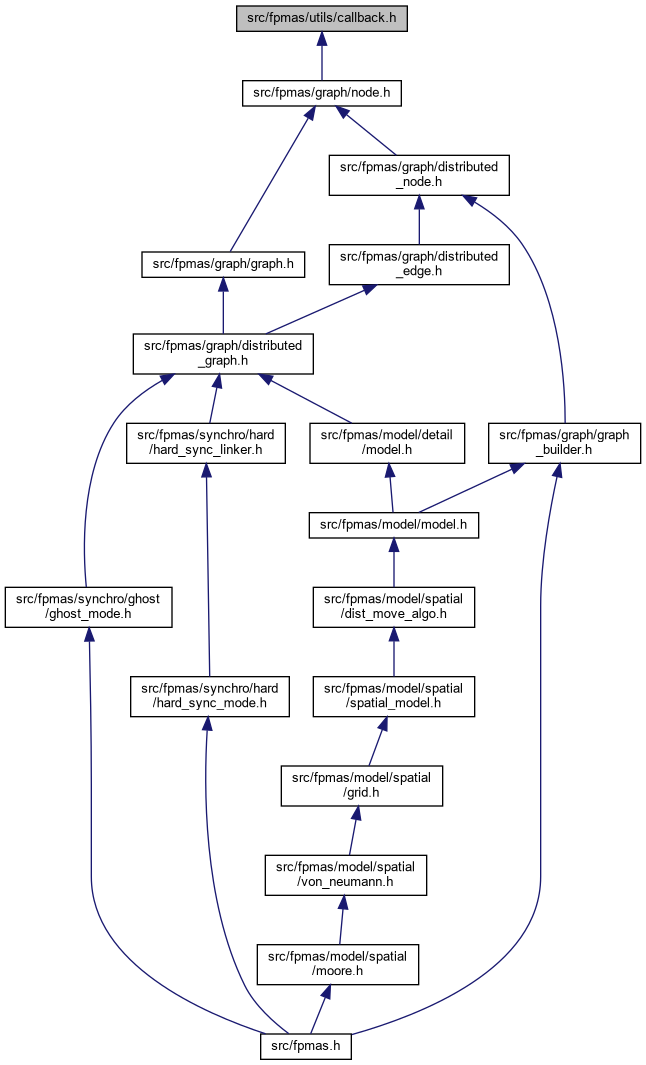 src/fpmas/utils/callback.h
src/fpmas/graph/node.h
src/fpmas/graph/distributed
_node.h
src/fpmas/graph/graph.h
src/fpmas/graph/distributed
_edge.h
src/fpmas/graph/distributed
_graph.h
src/fpmas/synchro/hard
/hard_sync_linker.h
src/fpmas/model/detail
/model.h
src/fpmas/graph/graph
_builder.h
src/fpmas/model/model.h
src/fpmas/synchro/ghost
/ghost_mode.h
src/fpmas/model/spatial
/dist_move_algo.h
src/fpmas/synchro/hard
/hard_sync_mode.h
src/fpmas/model/spatial
/spatial_model.h
src/fpmas/model/spatial
/grid.h
src/fpmas/model/spatial
/von_neumann.h
src/fpmas/model/spatial
/moore.h
src/fpmas.h